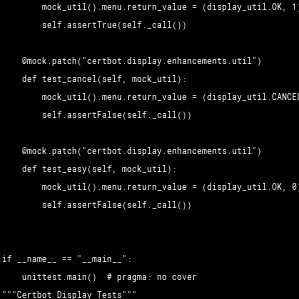 mock_util().menu.return_value = (display_util.OK, 1
self.assertTrue(self._call())
@mock.patch("certbot.display.enhancements.util")
def test_cancel(self, mock_util):
mock_util().menu.return_value = (display_util.CANCEL
self.assertFalse(self._call())
@mock.patch("certbot.display.enhancements.util")
def test_easy(self, mock_util):
mock_util().menu.return_value = (display_util.OK, 0
self.assertFalse(self._call())
if __name__ == "__main__":
unittest.main()  # pragma: no cover
"""Certbot Display Tests"""